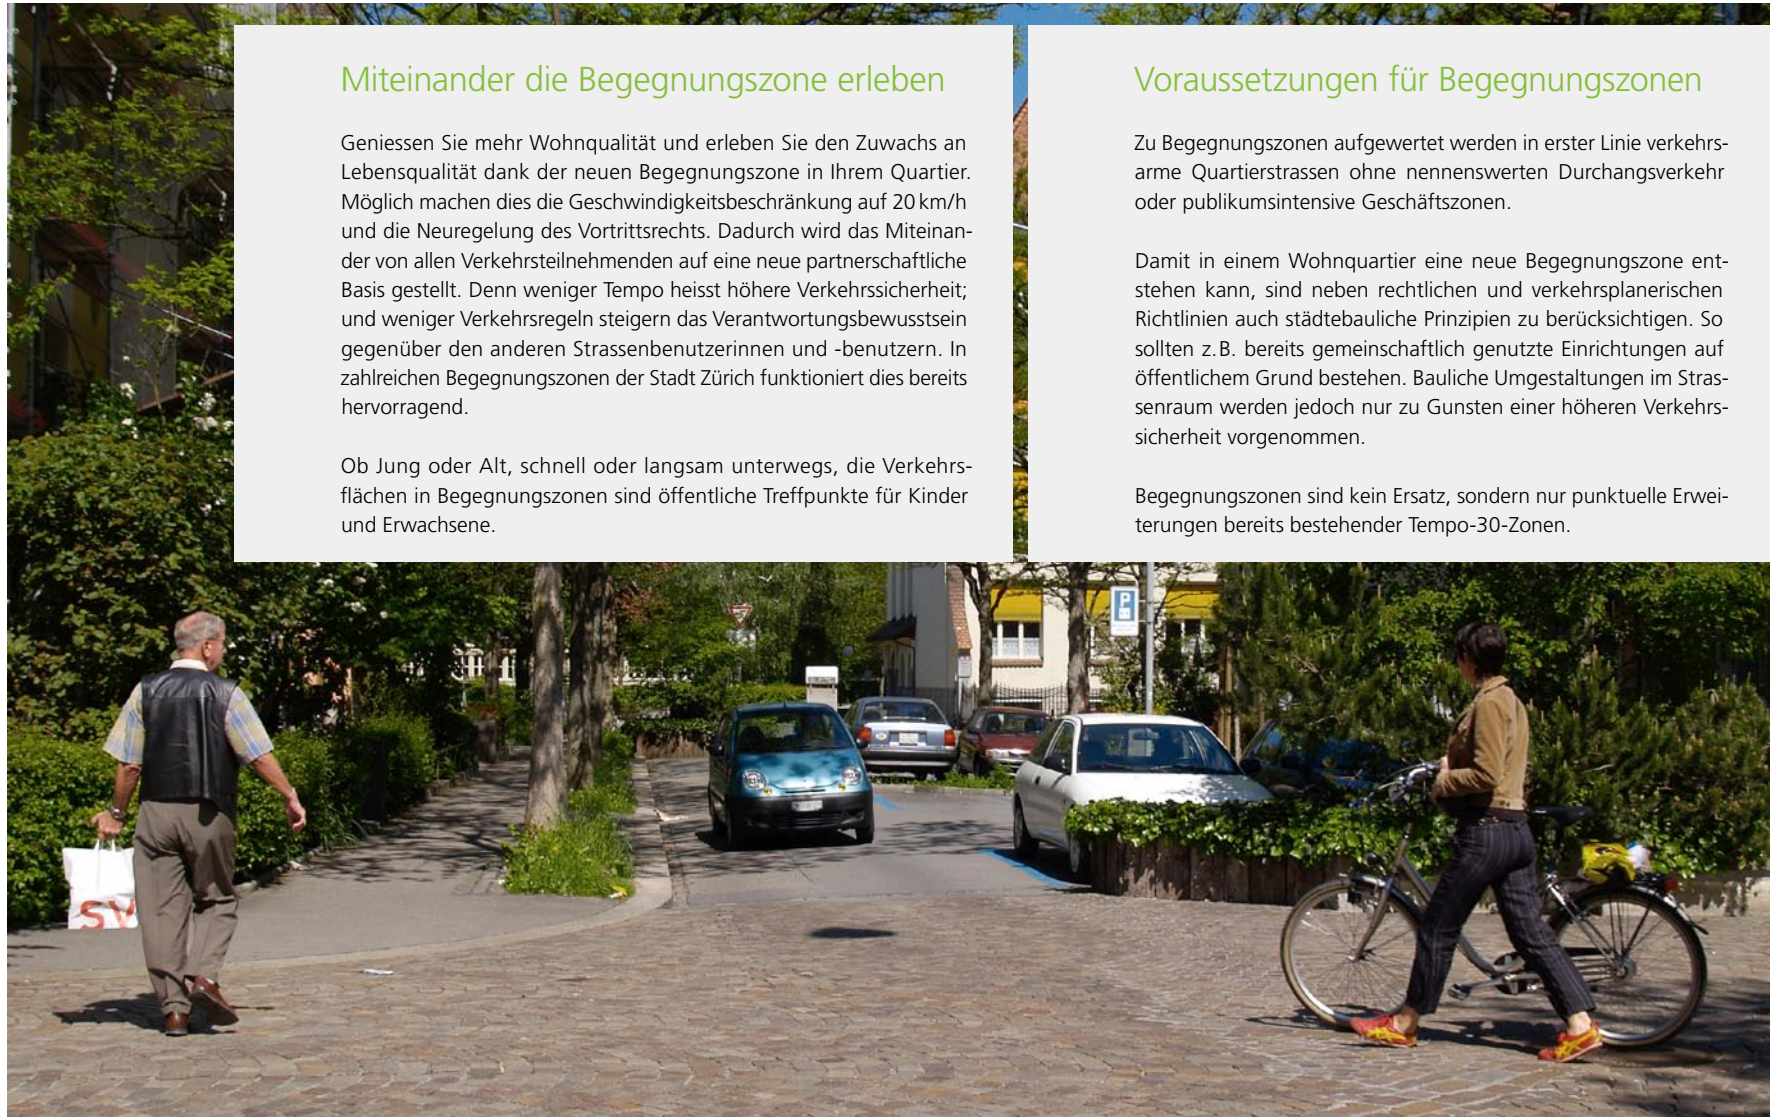 Miteinander die Begegnungszone erleben
Geniessen Sie mehr Wohnqualität und erleben Sie den Zuwachs an
Lebensqualität dank der neuen Begegnungszone in Ihrem Quartier.
Möglich machen dies die Geschwindigkeitsbeschränkung auf 20 km/h
und die Neuregelung des Vortrittsrechts. Dadurch wird das Miteinan-
der von allen Verkehrsteilnehmenden auf eine neue partnerschaftliche
Basis gestellt. Denn weniger Tempo heisst höhere Verkehrssicherheit;
und weniger Verkehrsregeln steigern das Verantwortungsbewusstsein
gegenüber den anderen Strassenbenutzerinnen und -benutzern. In
zahlreichen Begegnungszonen der Stadt Zürich funktioniert dies bereits
hervorragend.
Ob Jung oder Alt, schnell oder langsam unterwegs, die Verkehrs-
flächen in Begegnungszonen sind öffentliche Treffpunkte für Kinder
und Erwachsene.
Voraussetzungen für Begegnungszonen
Zu Begegnungszonen aufgewertet werden in erster Linie verkehrs-
arme Quartierstrassen ohne nennenswerten Durchangsverkehr
oder publikumsintensive Geschäftszonen.
Damit in einem Wohnquartier eine neue Begegnungszone ent-
stehen kann, sind neben rechtlichen und verkehrsplanerischen
Richtlinien auch städtebauliche Prinzipien zu berücksichtigen. So
sollten z. B. bereits gemeinschaftlich genutzte Einrichtungen auf
öffentlichem Grund bestehen. Bauliche Umgestaltungen im Stras-
senraum werden jedoch nur zu Gunsten einer höheren Verkehrs-
sicherheit vorgenommen.
Begegnungszonen sind kein Ersatz, sondern nur punktuelle Erwei-
terungen bereits bestehender Tempo-30-Zonen.
P